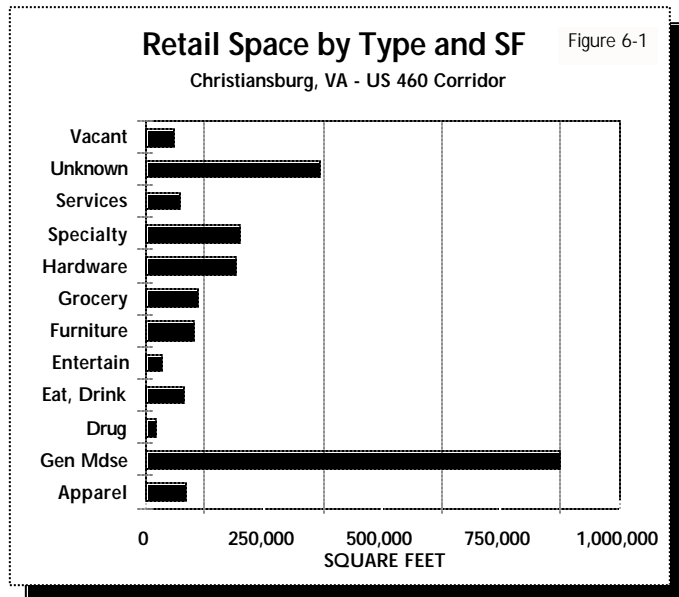 Retail Space by Type and SF
Figure 6-1
Christiansburg, VA - US 460 Corridor
Vacant
Unknown
Services
Specialty
Hardware
Grocery
Furniture
Entertain
Eat, Drink
Drug
Gen Mdse
Apparel
0 250,000 500,000 750,000 1,000,000
SQUARE FEET